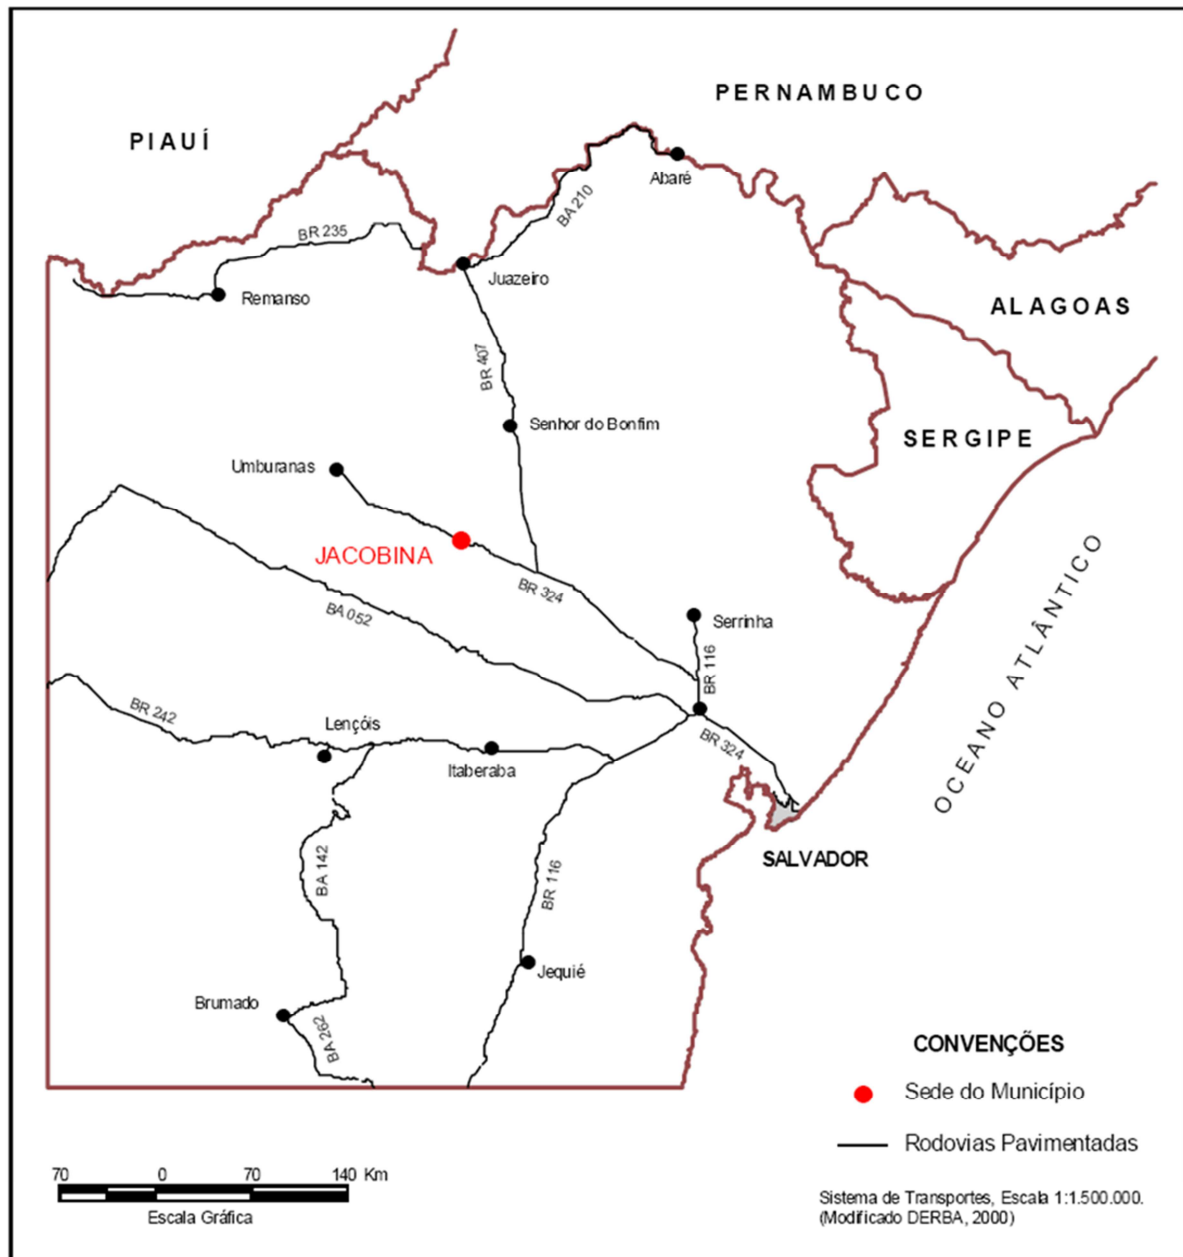 PERNAMBUCO
PIAUÍ
Abaré
BA 210
BR 235
Juazeiro
Remanso
ALAGOAS
BR 407
Senhor do Bonfim
SERGIPE
Umburanas
JACOBINA
BR 324
BA 052
Serrinha
BR 116
OCEANO ATLÂNTICO
BR 242
Lençóis
BR 324
Itaberaba
SALVADOR
BA 142
BR 116
Jequié
Brumado
BA 262
CONVENÇÕES
Sede do Município
Rodovias Pavimentadas
70 0 70 140 Km
Escala Gráfica
Sistema de Transportes, Escala 1:1.500.000.
(Modificado DERBA, 2000)